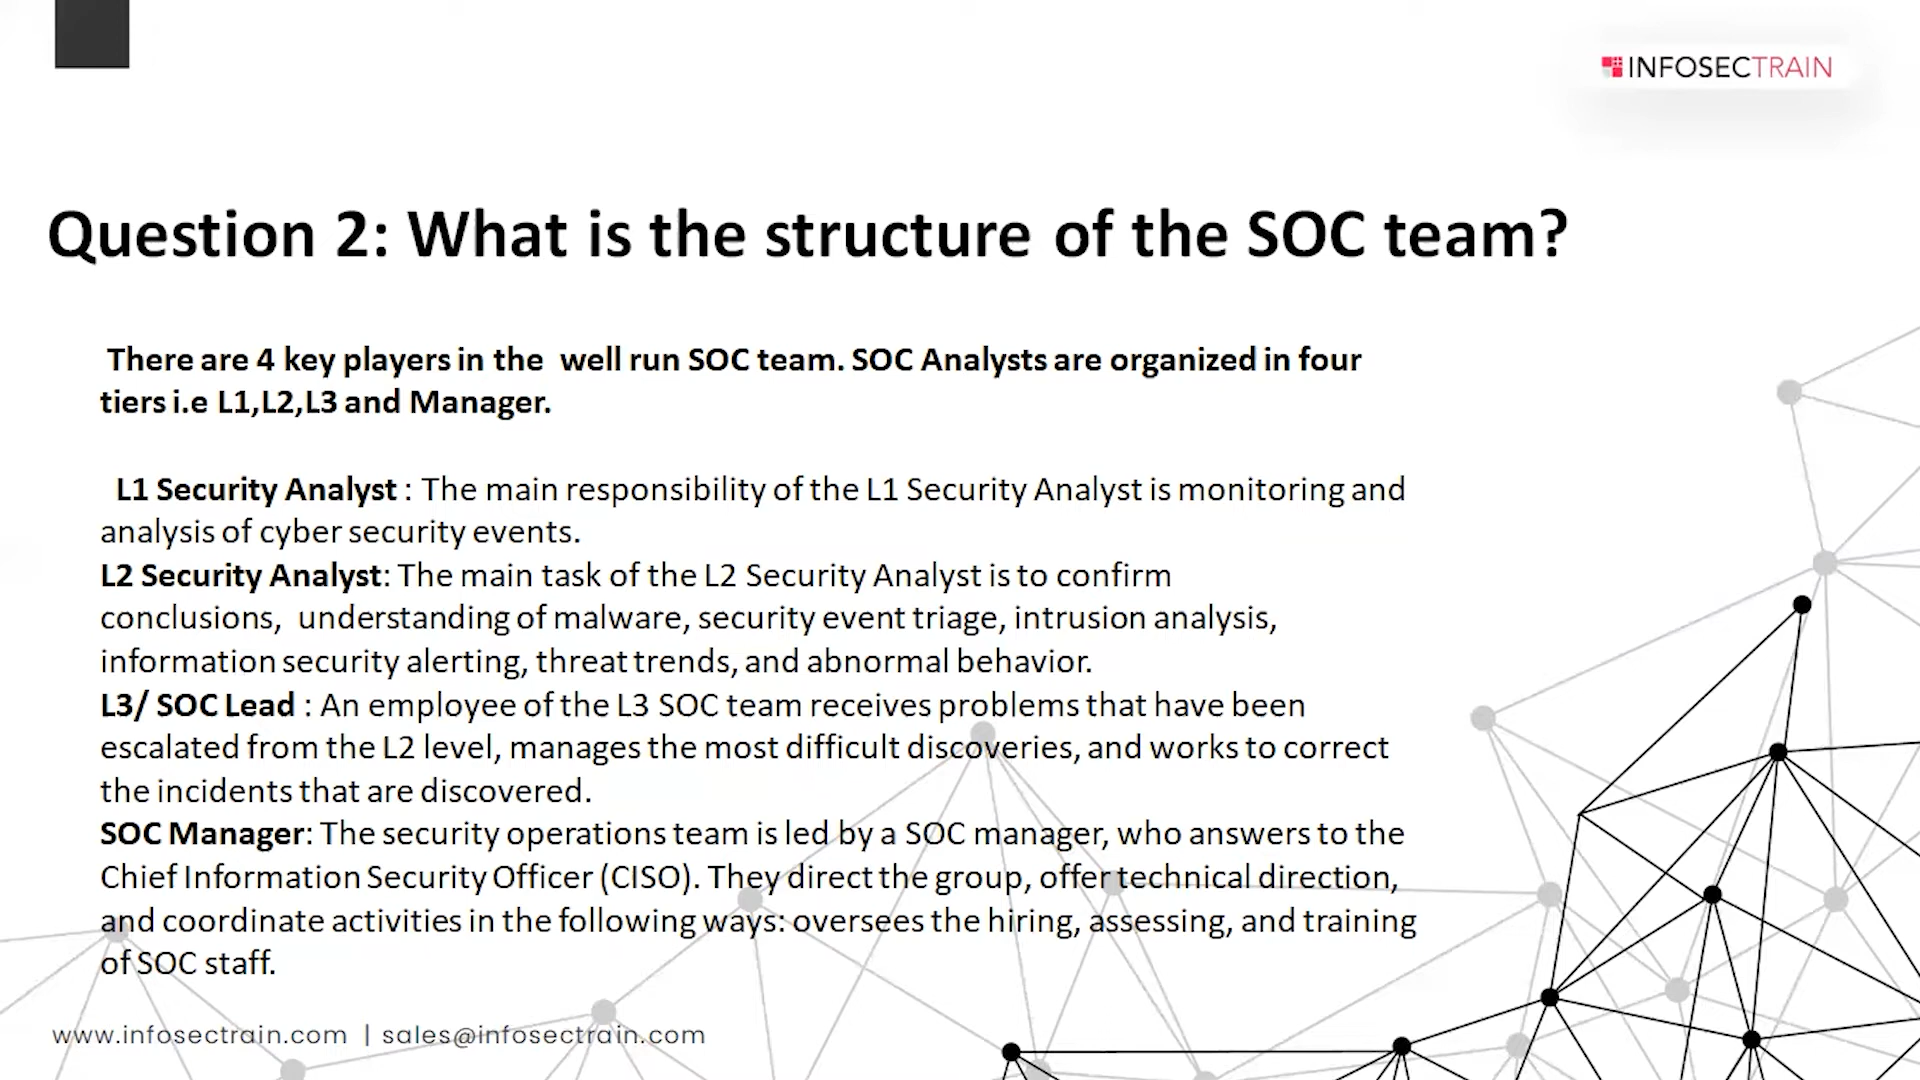 INFOSECTRAIN
Question 2: What is the structure of the SOC team?
There are 4 key players in the well run SOC team. SOC Analysts are organized in four
tiers i.e L1,L2,L3 and Manager.
L1 Security Analyst : The main responsibility of the L1 Security Analyst is monitoring and
analysis of cyber security events.
L2 Security Analyst: The main task of the L2 Security Analyst is to confirm
conclusions, understanding of malware, security event triage, intrusion analysis,
information security alerting, threat trends, and abnormal behavior.
L3/ SOC Lead : An employee of the L3 SOC team receives problems that have been
escalated from the L2 level, manages the most difficult discoveries, and works to correct
the incidents that are discovered.
SOC Manager: The security operations team is led by a SOC manager, who answers to the
Chief Information Security Officer (CISO). They direct the group, offer technical direction,
and coordinate activities in the following ways: oversees the hiring, assessing, and training
of SOC staff.
www.infosectrain.com | sales@infosectrain.com